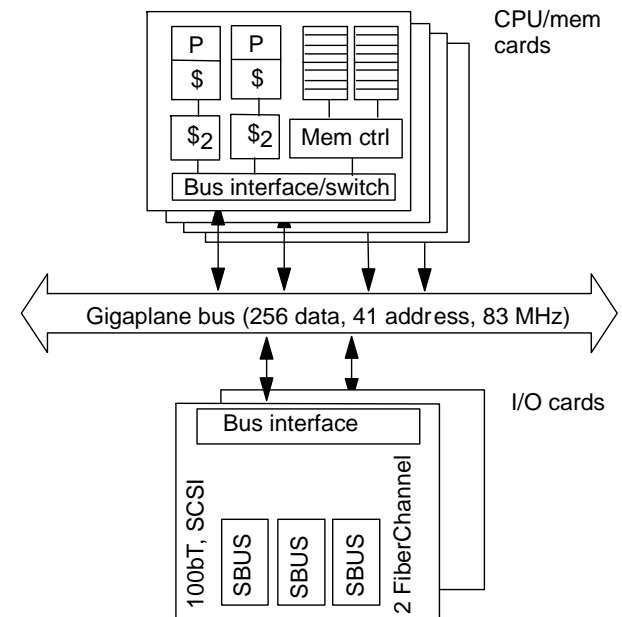 CPU/mem
cards
P
P
$
$
$2
$2
Mem ctrl
Bus interface/switch
Gigaplane bus (256 data, 41 address, 83 MHz)
I/O cards
Bus interface
100bT, SCSI
SBUS
SBUS
SBUS
2 FiberChannel